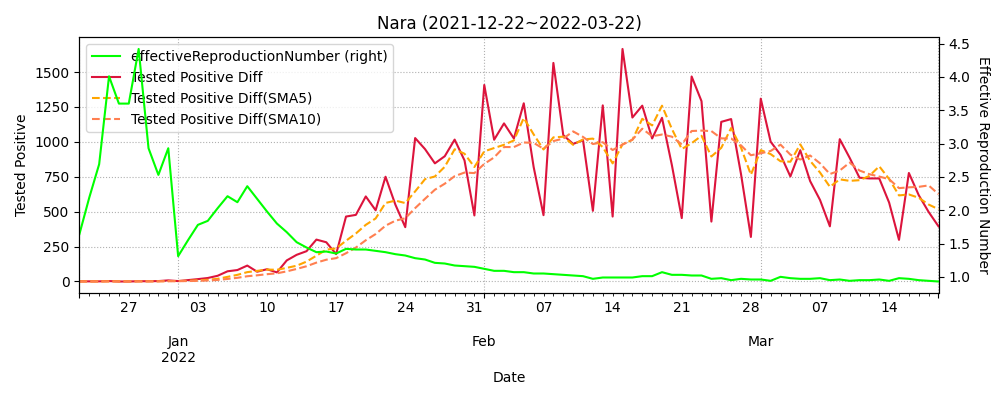 Nara (2021-12-22~2022-03-22)
effectiveReproductionNumber (right)
Tested Positive Diff
Tested Positive Diff(SMA5)
Tested Positive Diff(SMA10)
Tested Positive
1500
1250
1000
750
500
250
0
4.5
4.0
3.5
3.0
2.5
2.0
1.5
1.0
Effective Reproduction Number
27 03 10 17 24 07 14 21 28 07 14
Jan Feb Mar
2022
Date